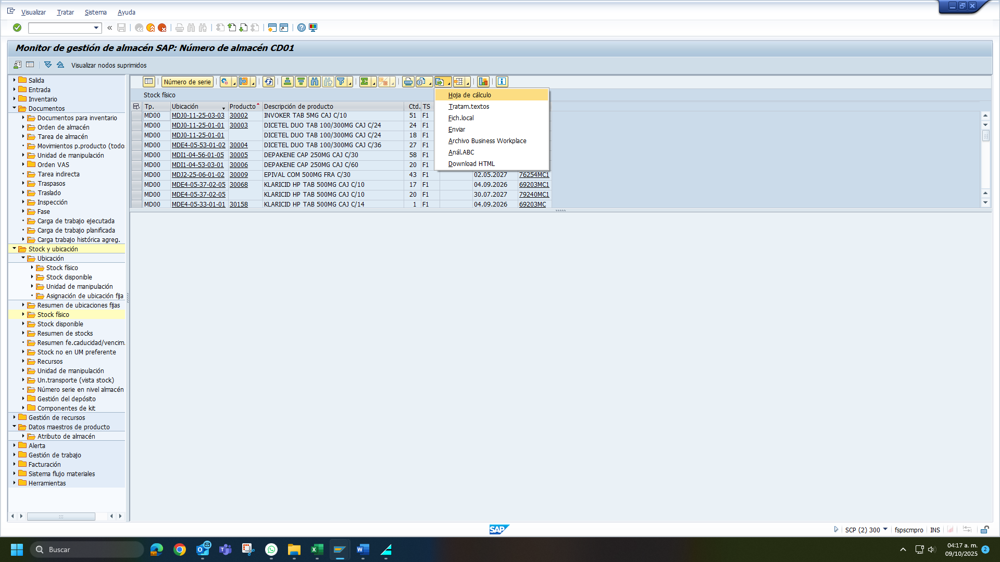 Visualizar Tratar Sistema Ayuda
Monitor de gestión de almacén SAP: Número de almacén CD01
Visualizar nodos suprimidos
Salida
Entrada
Inventario
Documentos
Documentos para inventario
Orden de almacén
Tarea de almacén
Movimientos p.producto (todo
Unidad de manipulación
Orden VAS
Tarea indirecta
Traspasos
Traslado
Inspección
Fase
Carga de trabajo ejecutada
Carga de trabajo planificada
Carga trabajo histórica agreg.
Stock y ubicación
Ubicación
Stock físico
Stock disponible
Unidad de manipulación
Asignación de ubicación fija
Resumen de ubicaciones fijas
Stock físico
Stock disponible
Resumen de stocks
Resumen fe.caducidad/vencim.
Stock no en UM preferente
Recursos
Unidad de manipulación
Un.transporte (vista stock)
Número serie en nivel almacén
Gestión del depósito
Componentes de kit
Gestión de recursos
Datos maestros de producto
Atributo de almacén
Alerta
Gestión de trabajo
Facturación
Sistema flujo materiales
Herramientas
Número de serie
Stock físico
Tp. Ubicación Producto Descripción de producto Ctd. TS
MD00 MDJ0-11-25-03-03 30002 INVOKER TAB 5MG CAJ C/10 51 F1
MD00 MDJ0-11-25-01-01 30003 DICETEL DUO TAB 100/300MG CAJ C/24 24 F1
MD00 MDJ0-11-25-01-01 DICETEL DUO TAB 100/300MG CAJ C/24 18 F1
MD00 MDE4-05-53-01-02 30004 DICETEL DUO TAB 100/300MG CAJ C/36 27 F1
MD00 MDI1-04-56-01-05 30005 DEPAKENE CAP 250MG CAJ C/30 58 F1
MD00 MDI1-04-53-03-01 30006 DEPAKENE CAP 250MG CAJ C/60 20 F1
MD00 MDJ2-25-06-01-02 30009 EPIVAL COM 500MG FRA C/30 43 F1 02.05.2027 76254MC1
MD00 MDE4-05-37-02-05 30068 KLARICID HP TAB 500MG CAJ C/10 17 F1 04.09.2026 69203MC1
MD00 MDE4-05-37-02-05 KLARICID HP TAB 500MG CAJ C/10 20 F1 30.07.2027 79240MC1
MD00 MDE4-05-33-01-01 30158 KLARICID HP TAB 500MG CAJ C/14 1 F1 04.09.2026 69203MC
Hoja de cálculo
Tratam.textos
Fich.local
Enviar
Archivo Business Workplace
Anál.ABC
Download HTML
SAP
SCP (2) 300 fspscmpro INS
Buscar
04:17 a. m.
09/10/2025
2